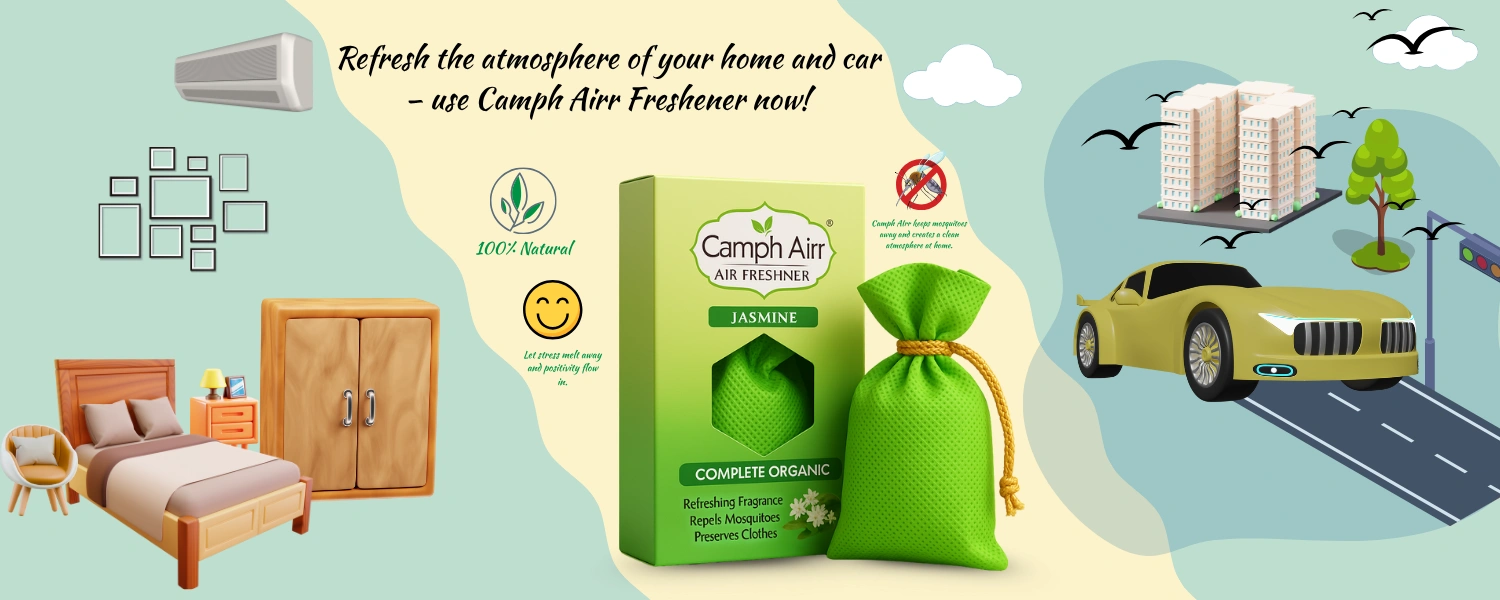 Refresh the atmosphere of your home and car
– use Camph Airr Freshener now!
100% Natural
Let stress melt away
and positivity flow
in.
Camph Airr keeps mosquitoes
away and creates a clean
atmosphere at home.
Camph Airr
®
AIR FRESHNER
JASMINE
COMPLETE ORGANIC
Refreshing Fragrance
Repels Mosquitoes
Preserves Clothes